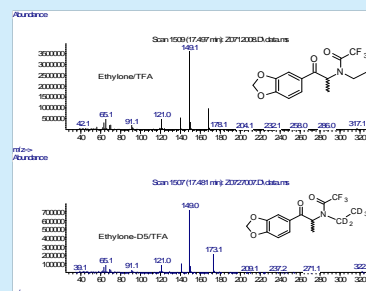 Abundance
Scan 1509 (17.497 min): Z0712008.D\data.ms
149.1
3500000
3000000
2500000
2000000
1500000
1000000
500000
Ethylone/TFA
42.1 65.1 91.1 121.0 178.1 204.1 232.1 258.0 286.0 317.1
40 60 80 100 120 140 160 180 200 220 240 260 280 300 320
O O O O N CF3
m/z-->
Abundance
Scan 1507 (17.481 min): Z0727007.D\data.ms
149.0
700000
600000
500000
400000
300000
200000
100000
Ethylone-D5/TFA
39.1 65.1 91.1 121.0 173.1 209.1 237.2 271.1 322.
40 60 80 100 120 140 160 180 200 220 240 260 280 300 320
O O O O N CF3 CD2 CD3